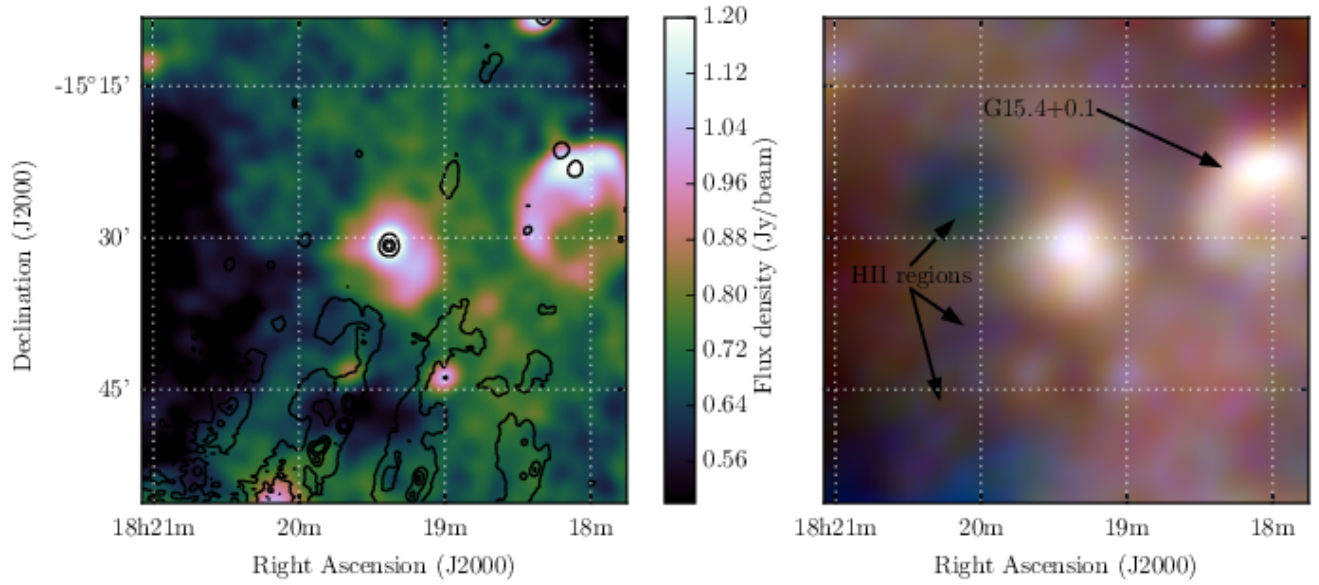 -15°15'
30'
45'
Declination (J2000)
18h21m
20m
19m
18m
Right Ascension (J2000)
1.20
1.12
1.04
0.96
0.88
0.80
0.72
0.64
0.56
Flux density (Jy/beam)
G15.4+0.1
HII regions
18h21m
20m
19m
18m
Right Ascension (J2000)